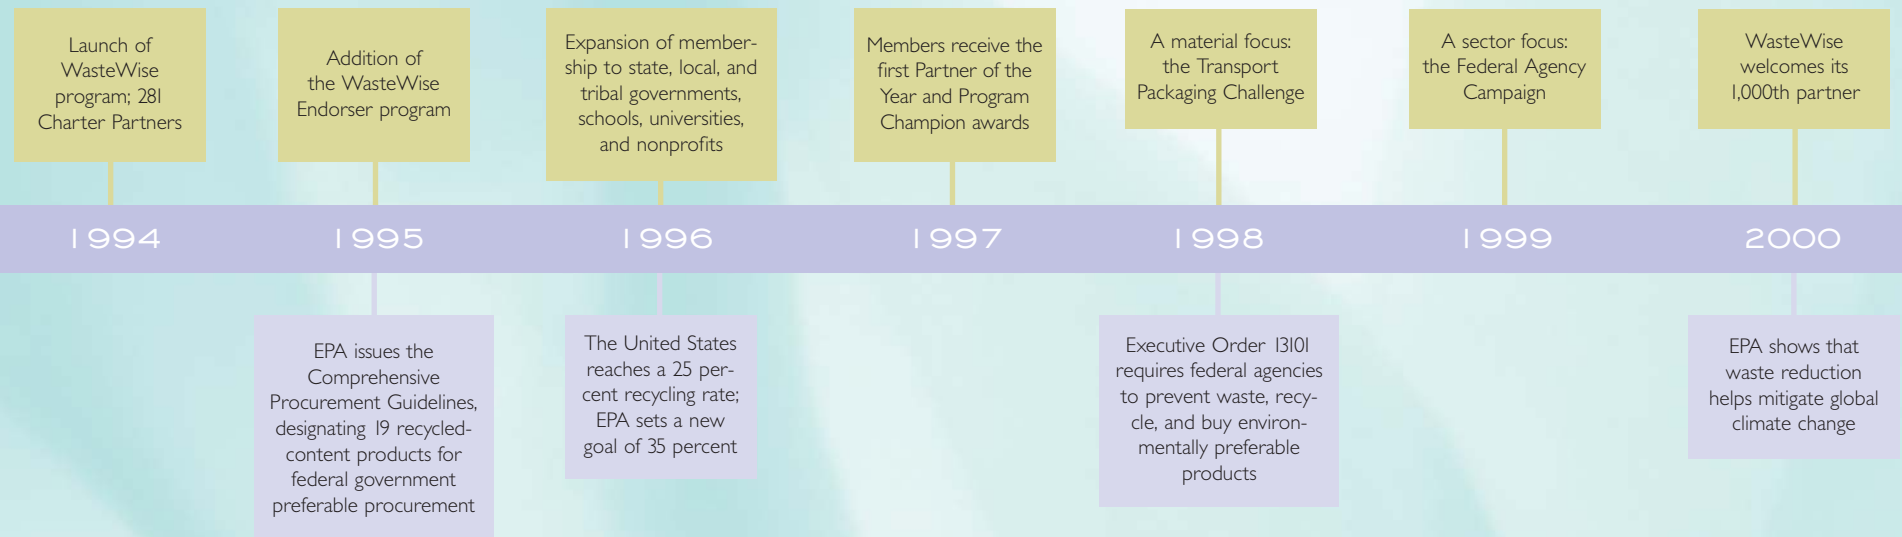 Launch of
WasteWise
program; 281
Charter Partners
Addition of
the WasteWise
Endorser program
Expansion of member-
ship to state, local, and
tribal governments,
schools, universities,
and nonprofits
Members receive the
first Partner of the
Year and Program
Champion awards
A material focus:
the Transport
Packaging Challenge
A sector focus:
the Federal Agency
Campaign
WasteWise
welcomes its
1,000th partner
1994
1995
1996
1997
1998
1999
2000
EPA issues the
Comprehensive
Procurement Guidelines,
designating 19 recycled-
content products for
federal government
preferable procurement
The United States
reaches a 25 per-
cent recycling rate;
EPA sets a new
goal of 35 percent
Executive Order 13101
requires federal agencies
to prevent waste, recy-
cle, and buy environ-
mentally preferable
products
EPA shows that
waste reduction
helps mitigate global
climate change